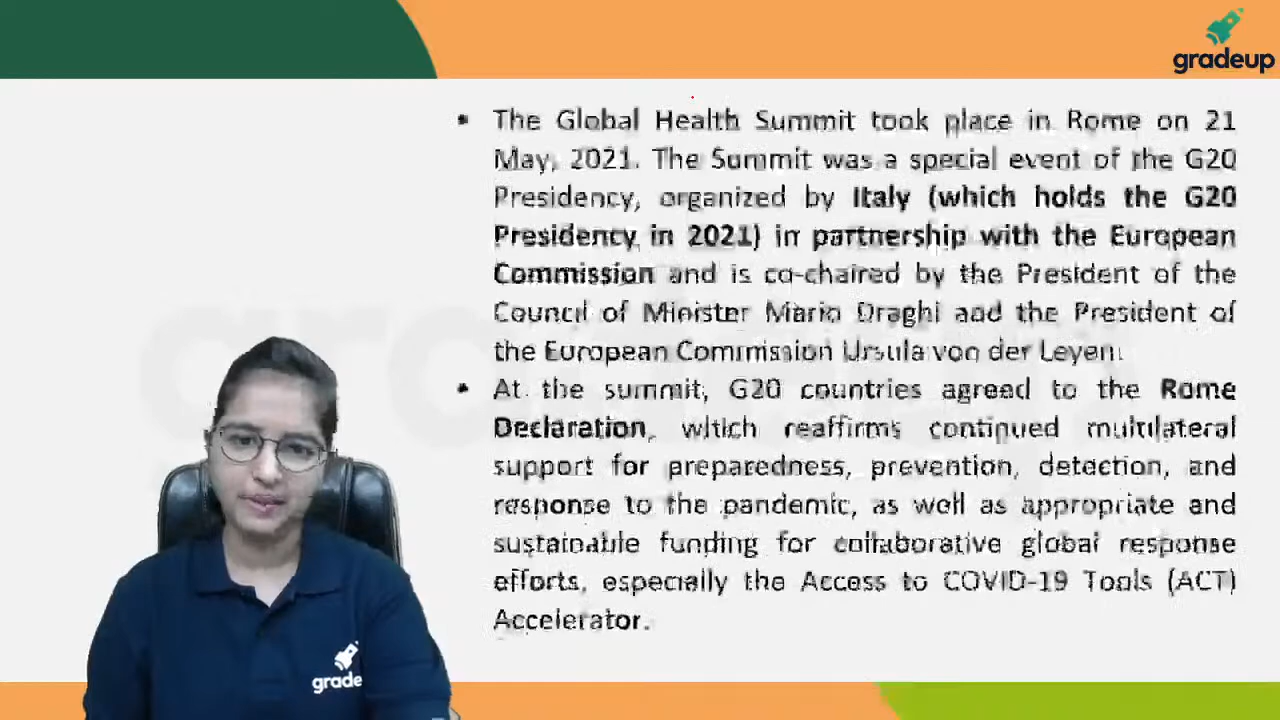 gradeup
• The Global Health Summit took place in Rome on 21
May, 2021. The Summit was a special event of the G20
Presidency, organized by Italy (which holds the G20
Presidency in 2021) in partnership with the European
Commission and is co-chaired by the President of the
Council of Minister Mario Draghi and the President of
the European Commission Ursula von der Leyen.
• At the summit, G20 countries agreed to the Rome
Declaration, which reaffirms continued multilateral
support for preparedness, prevention, detection, and
response to the pandemic, as well as appropriate and
sustainable funding for collaborative global response
efforts, especially the Access to COVID-19 Tools (ACT)
Accelerator.
grade